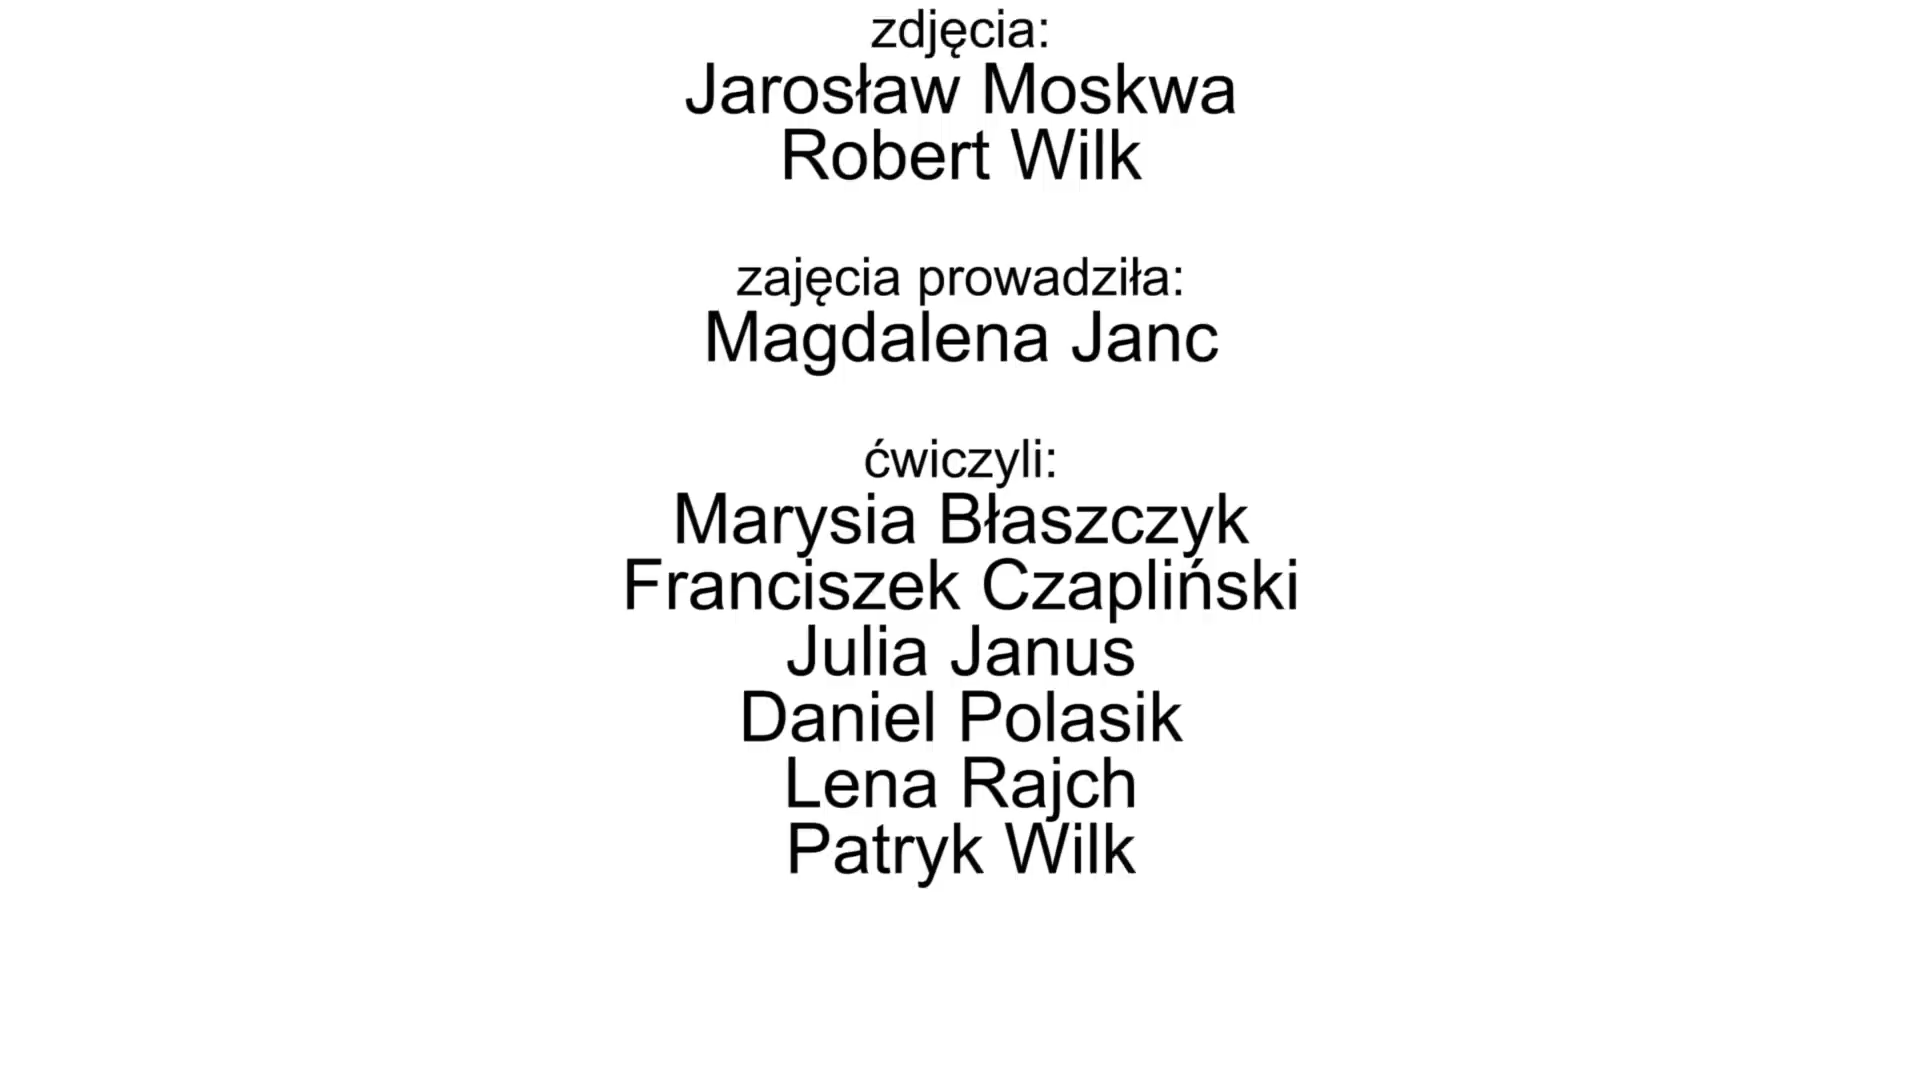 zdjęcia:
Jarosław Moskwa
Robert Wilk
zajęcia prowadziła:
Magdalena Janc
ćwiczyli:
Marysia Błaszczyk
Franciszek Czapliński
Julia Janus
Daniel Polasik
Lena Rajch
Patryk Wilk